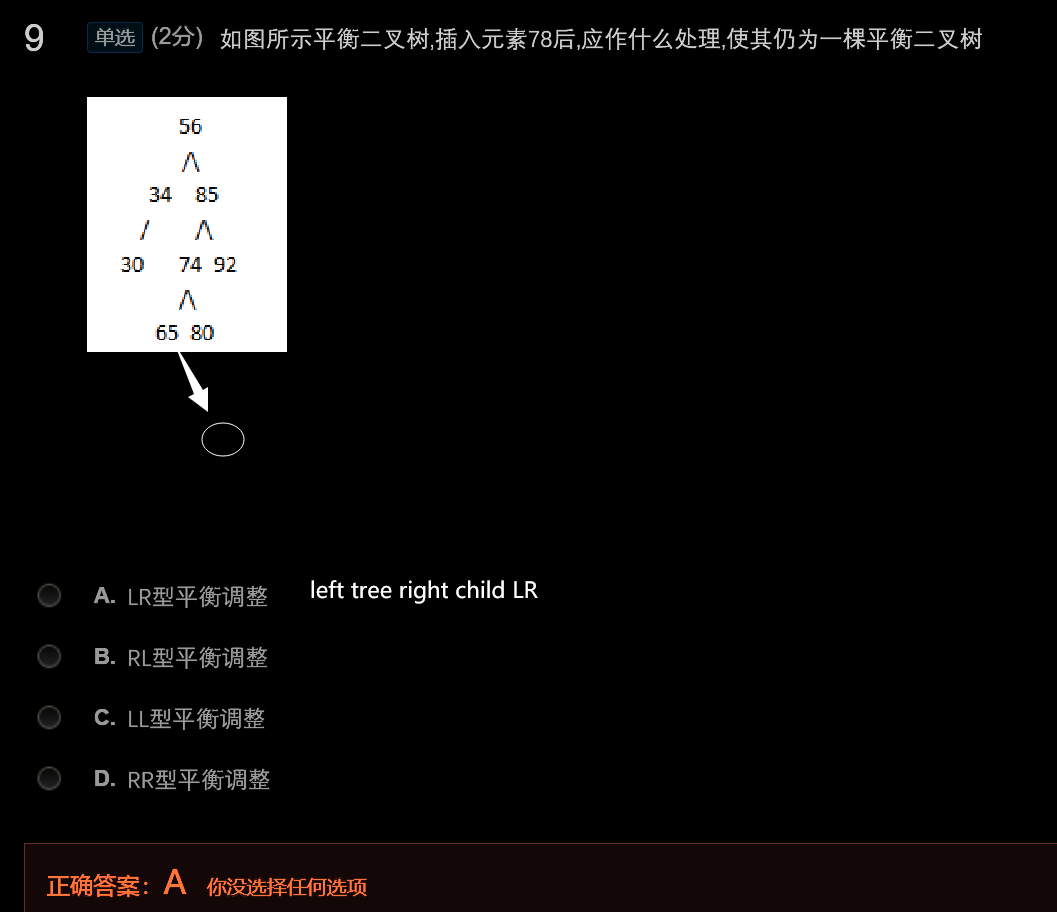 9 单选 (2分) 如图所示平衡二叉树,插入元素78后,应作什么处理,使其仍为一棵平衡二叉树
56
/\
34 85
/ /\
30 74 92
/\
65 80
A. LR型平衡调整 left tree right child LR
B. RL型平衡调整
C. LL型平衡调整
D. RR型平衡调整
正确答案：A 你没选择任何选项